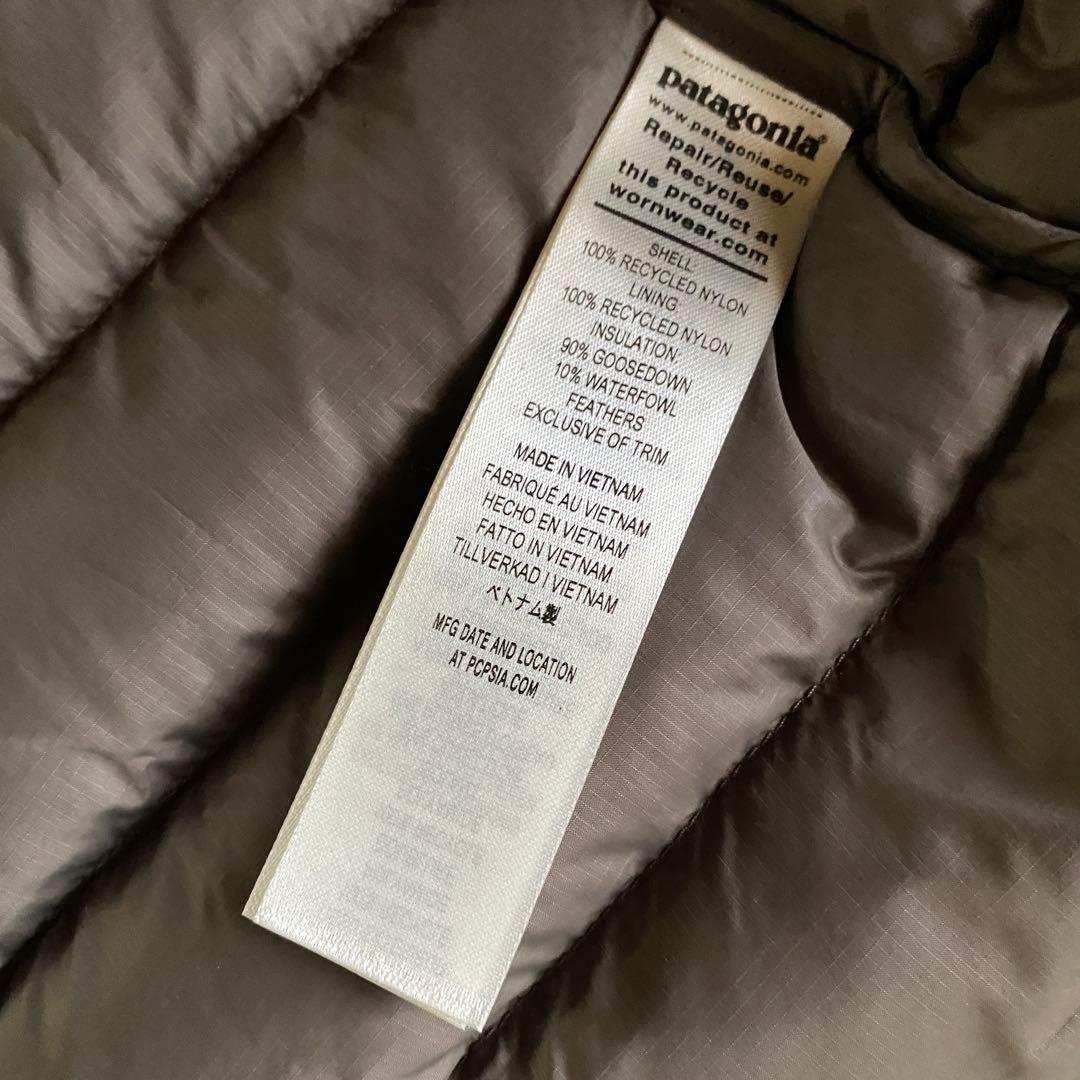 patagonia®
www.patagonia.com
Repair/Reuse/
Recycle
this product at
wornwear.com
SHELL:
100% RECYCLED NYLON
LINING:
100% RECYCLED NYLON
INSULATION:
90% GOOSEDOWN
10% WATERFOWL
FEATHERS
EXCLUSIVE OF TRIM
MADE IN VIETNAM
FABRIQUÉ AU VIETNAM
HECHO EN VIETNAM
FATTO IN VIETNAM
TILLVERKAD I VIETNAM
ベトナム製
MFG DATE AND LOCATION
AT PCPSIA.COM